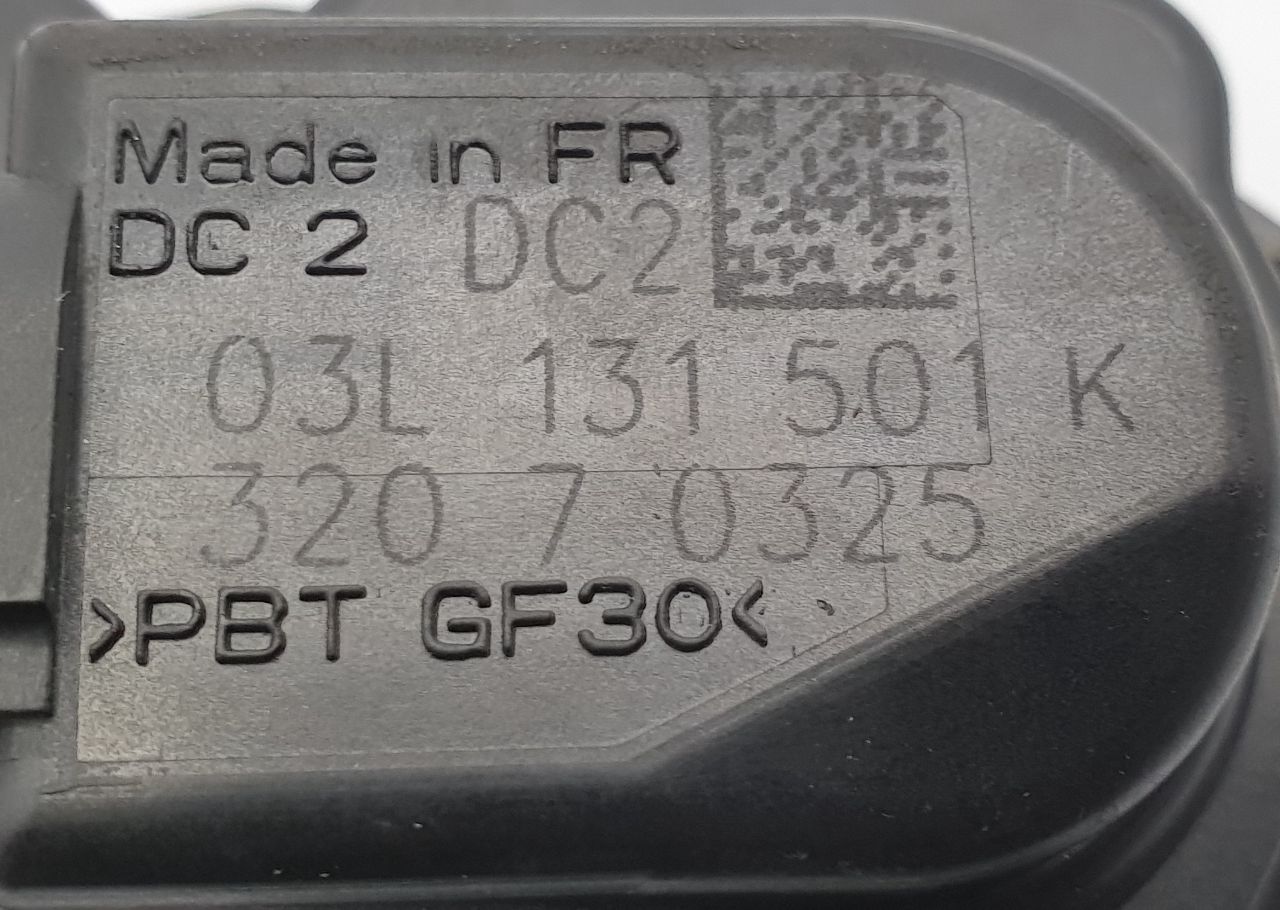 Made in FR
DC 2 DC2
03L 131 501 K
320 7 0325
>PBT GF30<